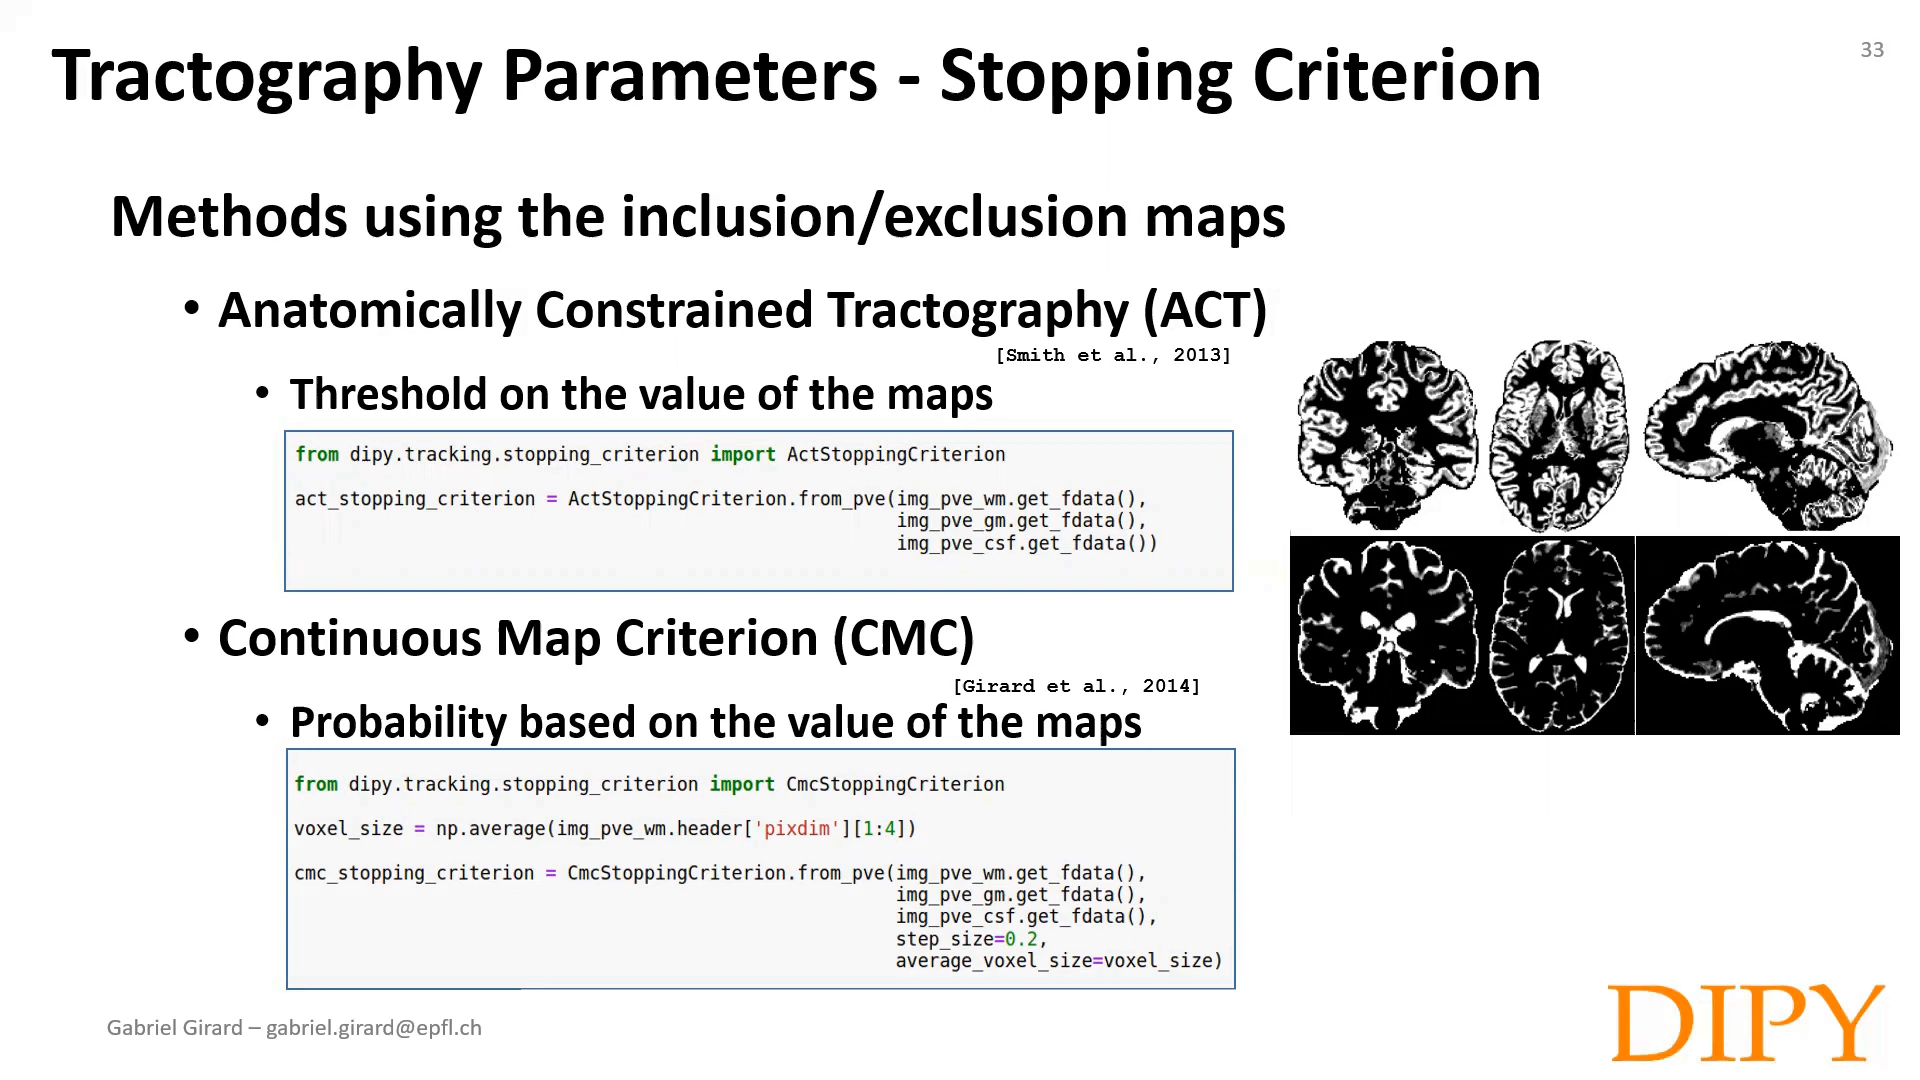 Tractography Parameters - Stopping Criterion
33
Methods using the inclusion/exclusion maps
• Anatomically Constrained Tractography (ACT)
[Smith et al., 2013]
• Threshold on the value of the maps
from dipy.tracking.stopping_criterion import ActStoppingCriterion
act_stopping_criterion = ActStoppingCriterion.from_pve(img_pve_wm.get_fdata(),
img_pve_gm.get_fdata(),
img_pve_csf.get_fdata())
• Continuous Map Criterion (CMC)
[Girard et al., 2014]
• Probability based on the value of the maps
from dipy.tracking.stopping_criterion import CmcStoppingCriterion
voxel_size = np.average(img_pve_wm.header['pixdim'][1:4])
cmc_stopping_criterion = CmcStoppingCriterion.from_pve(img_pve_wm.get_fdata(),
img_pve_gm.get_fdata(),
img_pve_csf.get_fdata(),
step_size=0.2,
average_voxel_size=voxel_size)
Gabriel Girard – gabriel.girard@epfl.ch
DIPY